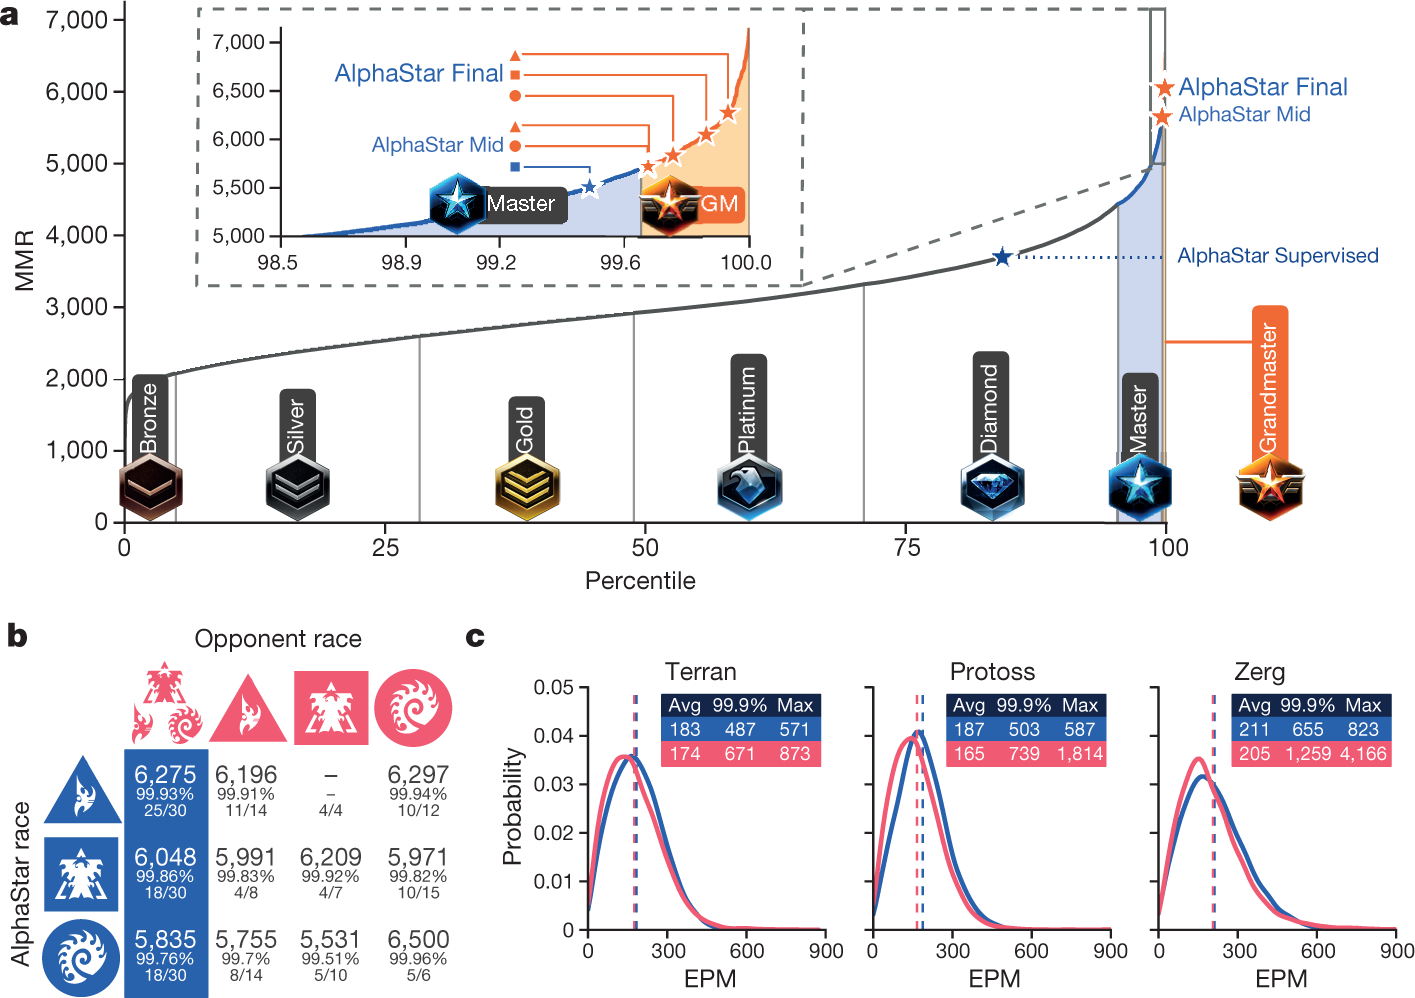 a
7,000
6,000
5,000
4,000
3,000
2,000
1,000
0
MMR
0
25
50
75
100
Percentile
7,000
6,500
6,000
5,500
5,000
98.5
98.9
99.2
99.6
100.0
AlphaStar Final
AlphaStar Mid
Master
GM
AlphaStar Final
AlphaStar Mid
AlphaStar Supervised
Bronze
Silver
Gold
Platinum
Diamond
Master
Grandmaster
b
Opponent race
AlphaStar race
6,275 6,196 – 6,297
99.93% 99.91% – 99.94%
25/30 11/14 4/4 10/12
6,048 5,991 6,209 5,971
99.86% 99.83% 99.92% 99.82%
18/30 4/8 4/7 10/15
5,835 5,755 5,531 6,500
99.76% 99.7% 99.51% 99.96%
18/30 8/14 5/10 5/6
c
Terran
Avg 99.9% Max
183 487 571
174 671 873
0.05
0.04
0.03
0.02
0.01
0
Probability
0 300 600 900
EPM
Protoss
Avg 99.9% Max
187 503 587
165 739 1,814
0 300 600 900
EPM
Zerg
Avg 99.9% Max
211 655 823
205 1,259 4,166
0 300 600 900
EPM